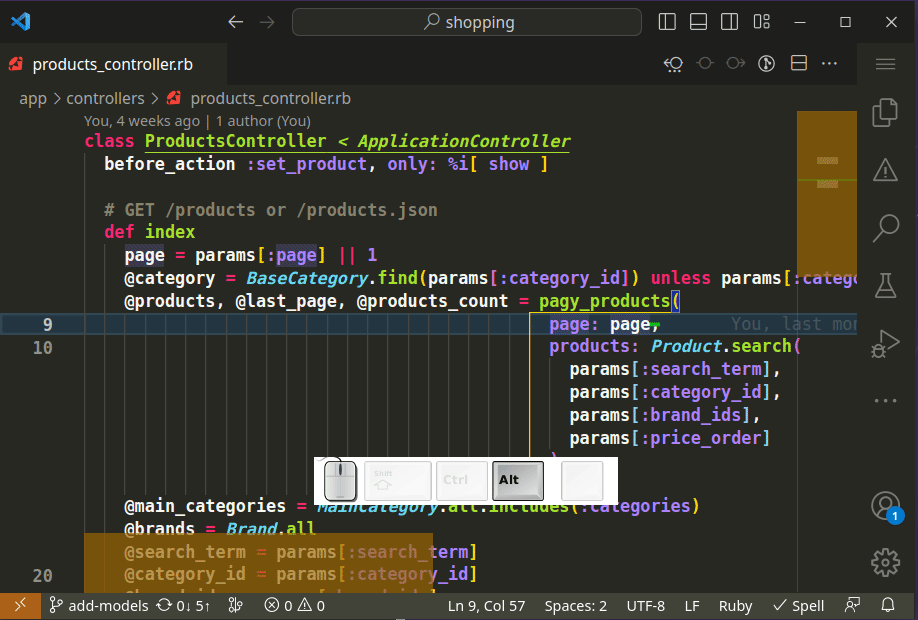 shopping
products_controller.rb
app > controllers > products_controller.rb
You, 4 weeks ago | 1 author (You)
class ProductsController < ApplicationController
before_action :set_product, only: %i[ show ]
# GET /products or /products.json
def index
page = params[:page] || 1
@category = BaseCategory.find(params[:category_id]) unless params[:catego
@products, @last_page, @products_count = pagy_products(
9 page: page, You, last mon
10 products: Product.search(
params[:search_term],
params[:category_id],
params[:brand_ids],
params[:price_order]
Shift Ctrl Alt
@main_categories = MainCategory.all.includes(:categories)
@brands = Brand.all
@search_term = params[:search_term]
20 @category_id = params[:category_id]
1
add-models 0↓ 5↑ 0 0 Ln 9, Col 57 Spaces: 2 UTF-8 LF Ruby Spell